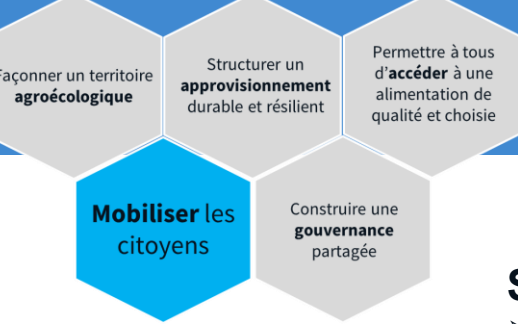 Façonner un territoire
agroécologique
Structurer un
approvisionnement
durable et résilient
Permettre à tous
d'accéder à une
alimentation de
qualité et choisie
Mobiliser les
citoyens
Construire une
gouvernance
partagée